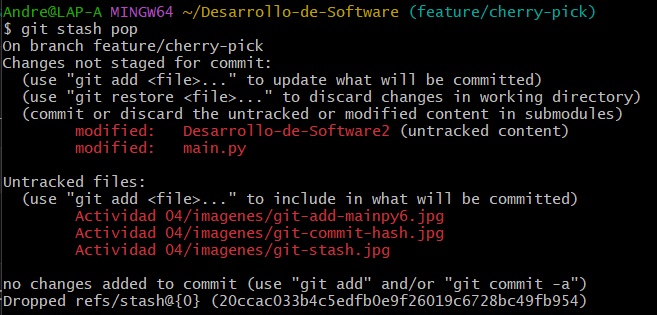 Andre@LAP-A MINGW64 ~/Desarrollo-de-Software (feature/cherry-pick)
$ git stash pop
On branch feature/cherry-pick
Changes not staged for commit:
  (use "git add <file>..." to update what will be committed)
  (use "git restore <file>..." to discard changes in working directory)
  (commit or discard the untracked or modified content in submodules)
        modified:   Desarrollo-de-Software2 (untracked content)
        modified:   main.py

Untracked files:
  (use "git add <file>..." to include in what will be committed)
        Actividad 04/imagenes/git-add-mainpy6.jpg
        Actividad 04/imagenes/git-commit-hash.jpg
        Actividad 04/imagenes/git-stash.jpg

no changes added to commit (use "git add" and/or "git commit -a")
Dropped refs/stash@{0} (20ccac033b4c5edfb0e9f26019c6728bc49fb954)